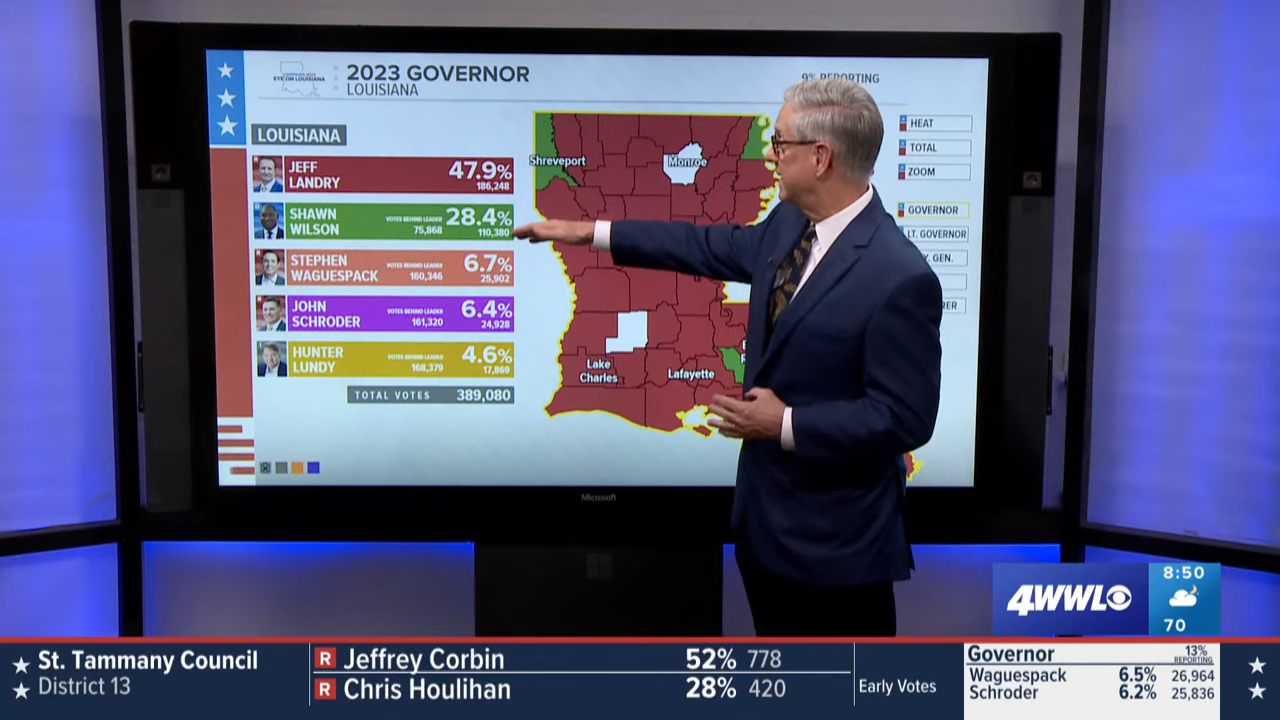 2023 GOVERNOR
LOUISIANA
9% REPORTING
LOUISIANA
JEFF LANDRY
47.9%
186,248
SHAWN WILSON
VOTES BEHIND LEADER
75,868
28.4%
110,380
STEPHEN WAGUESPACK
VOTES BEHIND LEADER
160,346
6.7%
25,902
JOHN SCHRODER
VOTES BEHIND LEADER
161,320
6.4%
24,928
HUNTER LUNDY
VOTES BEHIND LEADER
168,379
4.6%
17,869
TOTAL VOTES 389,080
Shreveport
Monroe
Lake
Charles
Lafayette
HEAT
TOTAL
ZOOM
GOVERNOR
LT. GOVERNOR
GEN.
Microsoft
4WWL
8:50
70
St. Tammany Council
District 13
R Jeffrey Corbin 52% 778
R Chris Houlihan 28% 420
Early Votes
Governor 13%
REPORTING
Waguespack 6.5% 26,964
Schroder 6.2% 25,836